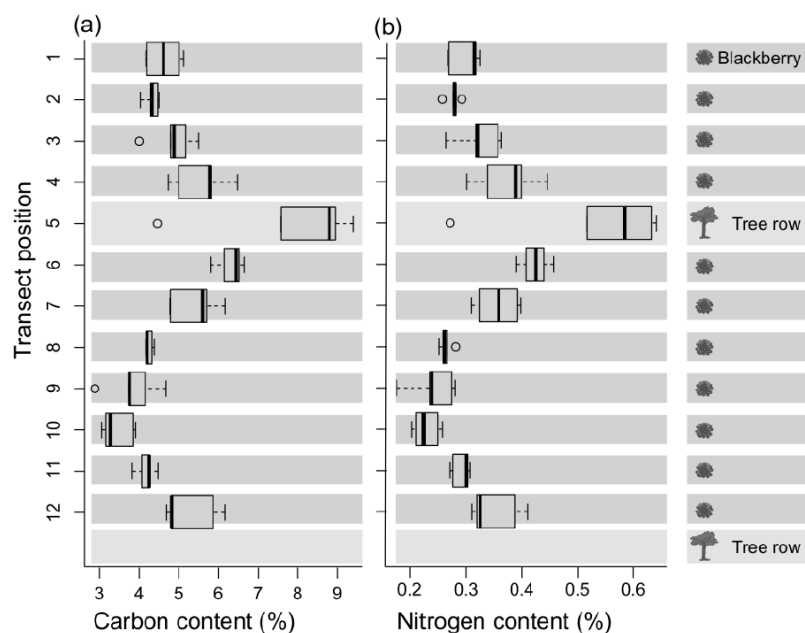 (a)
(b)
Transect position
1
2
3
4
5
6
7
8
9
10
11
12
Blackberry
Tree row
Tree row
3 4 5 6 7 8 9
0.2 0.3 0.4 0.5 0.6
Carbon content (%)
Nitrogen content (%)